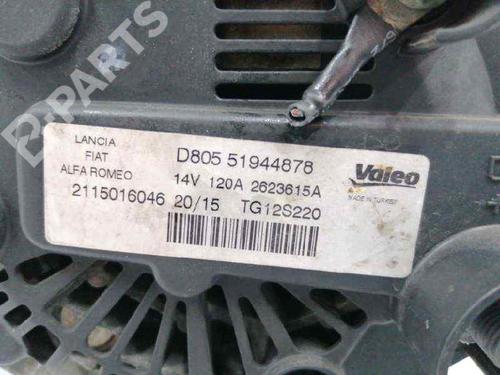 B-PARTS
LANCIA
FIAT
ALFA ROMEO
D805 51944878
14V 120A 2623615A
2115016046 20/15 TG12S220
Valeo
MADE IN TURKEY